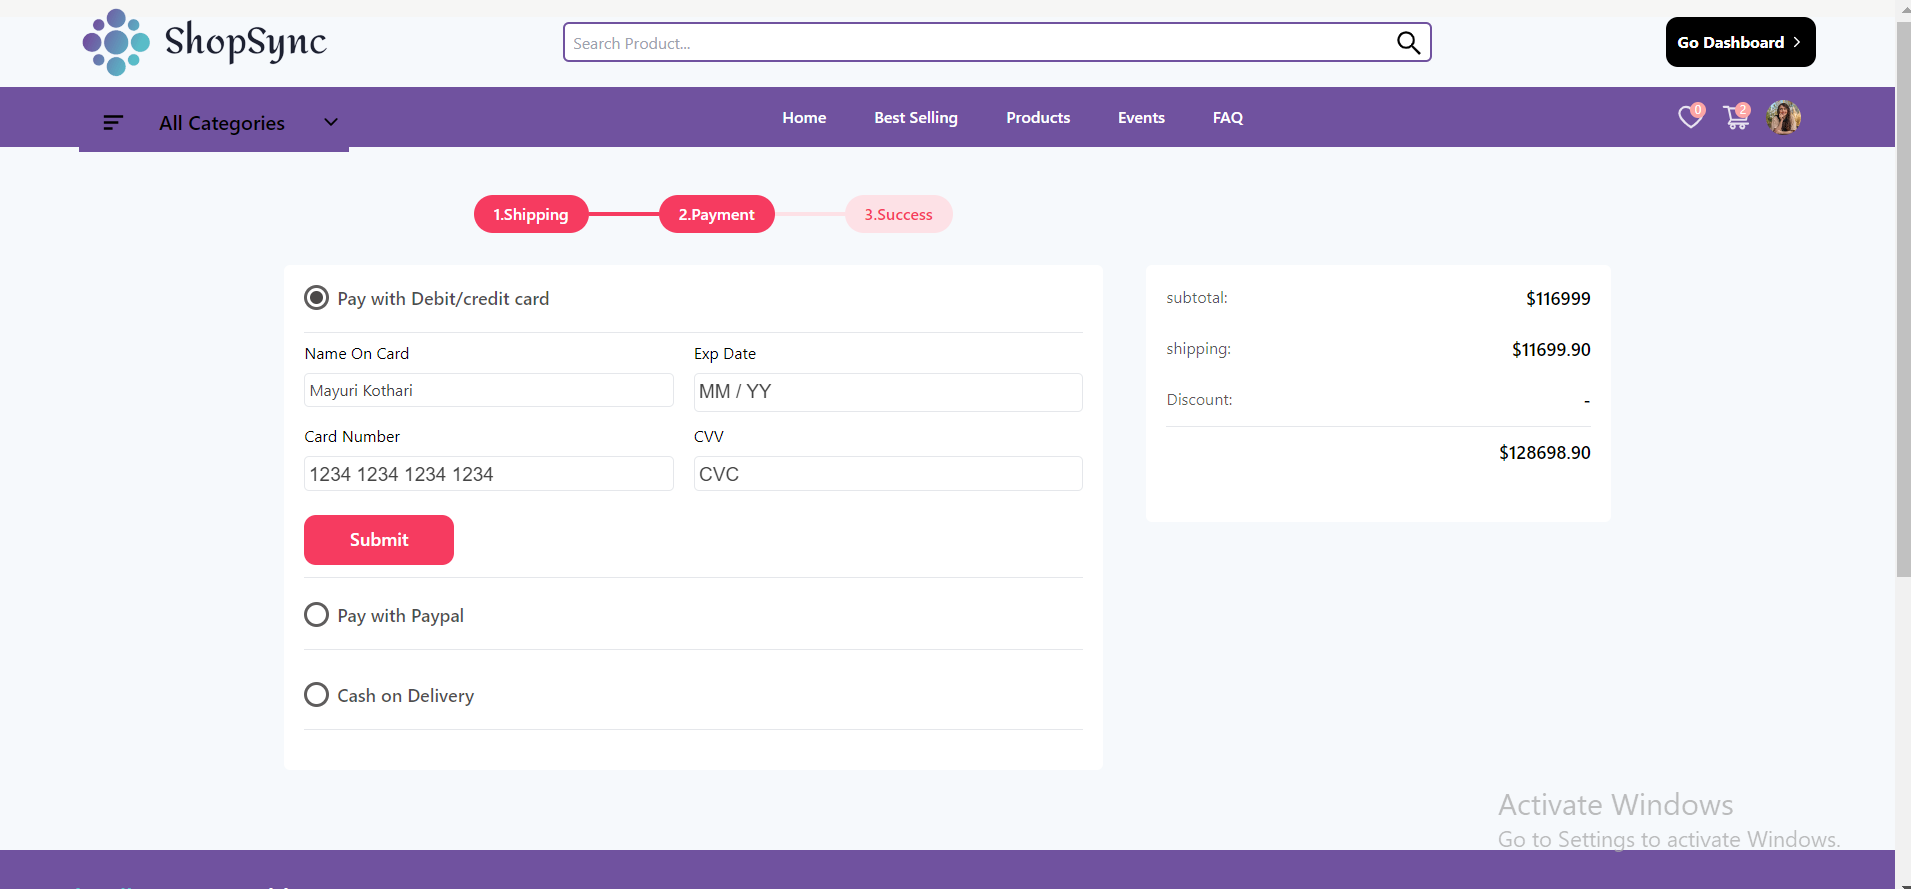 ShopSync
Search Product...
Go Dashboard
All Categories
Home Best Selling Products Events FAQ
0 2
1.Shipping 2.Payment 3.Success
Pay with Debit/credit card
Name On Card Exp Date
Mayuri Kothari MM / YY
Card Number CVV
1234 1234 1234 1234 CVC
Submit
Pay with Paypal
Cash on Delivery
subtotal: $116999
shipping: $11699.90
Discount: -
$128698.90
Activate Windows
Go to Settings to activate Windows.